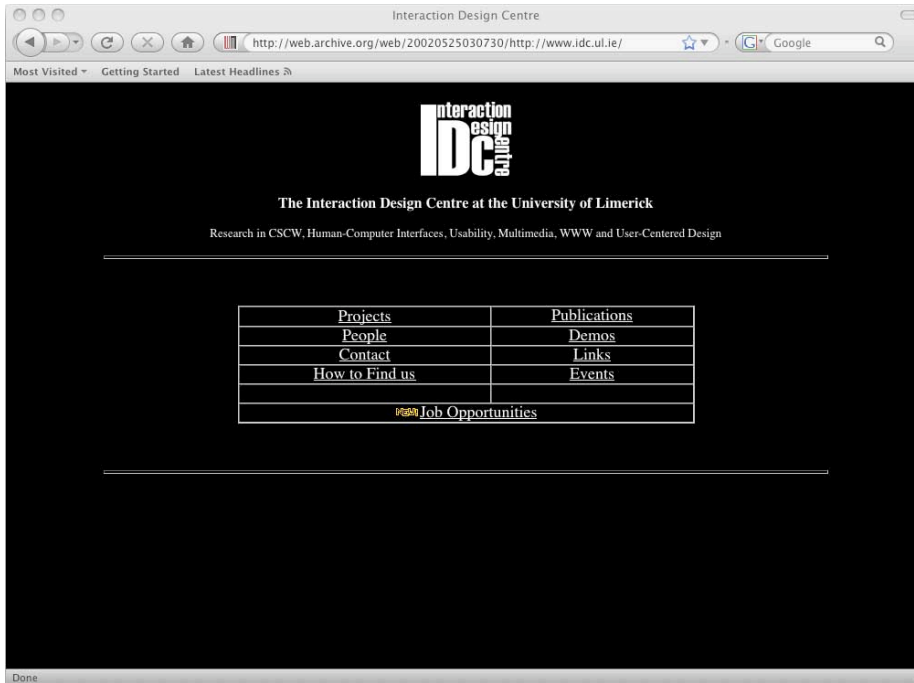 Interaction Design Centre
http://web.archive.org/web/20020525030730/http://www.idc.ul.ie/
Google
Most Visited Getting Started Latest Headlines
Interaction
Design
Centre
The Interaction Design Centre at the University of Limerick
Research in CSCW, Human-Computer Interfaces, Usability, Multimedia, WWW and User-Centered Design
Projects Publications
People Demos
Contact Links
How to Find us Events
NEW! Job Opportunities
Done